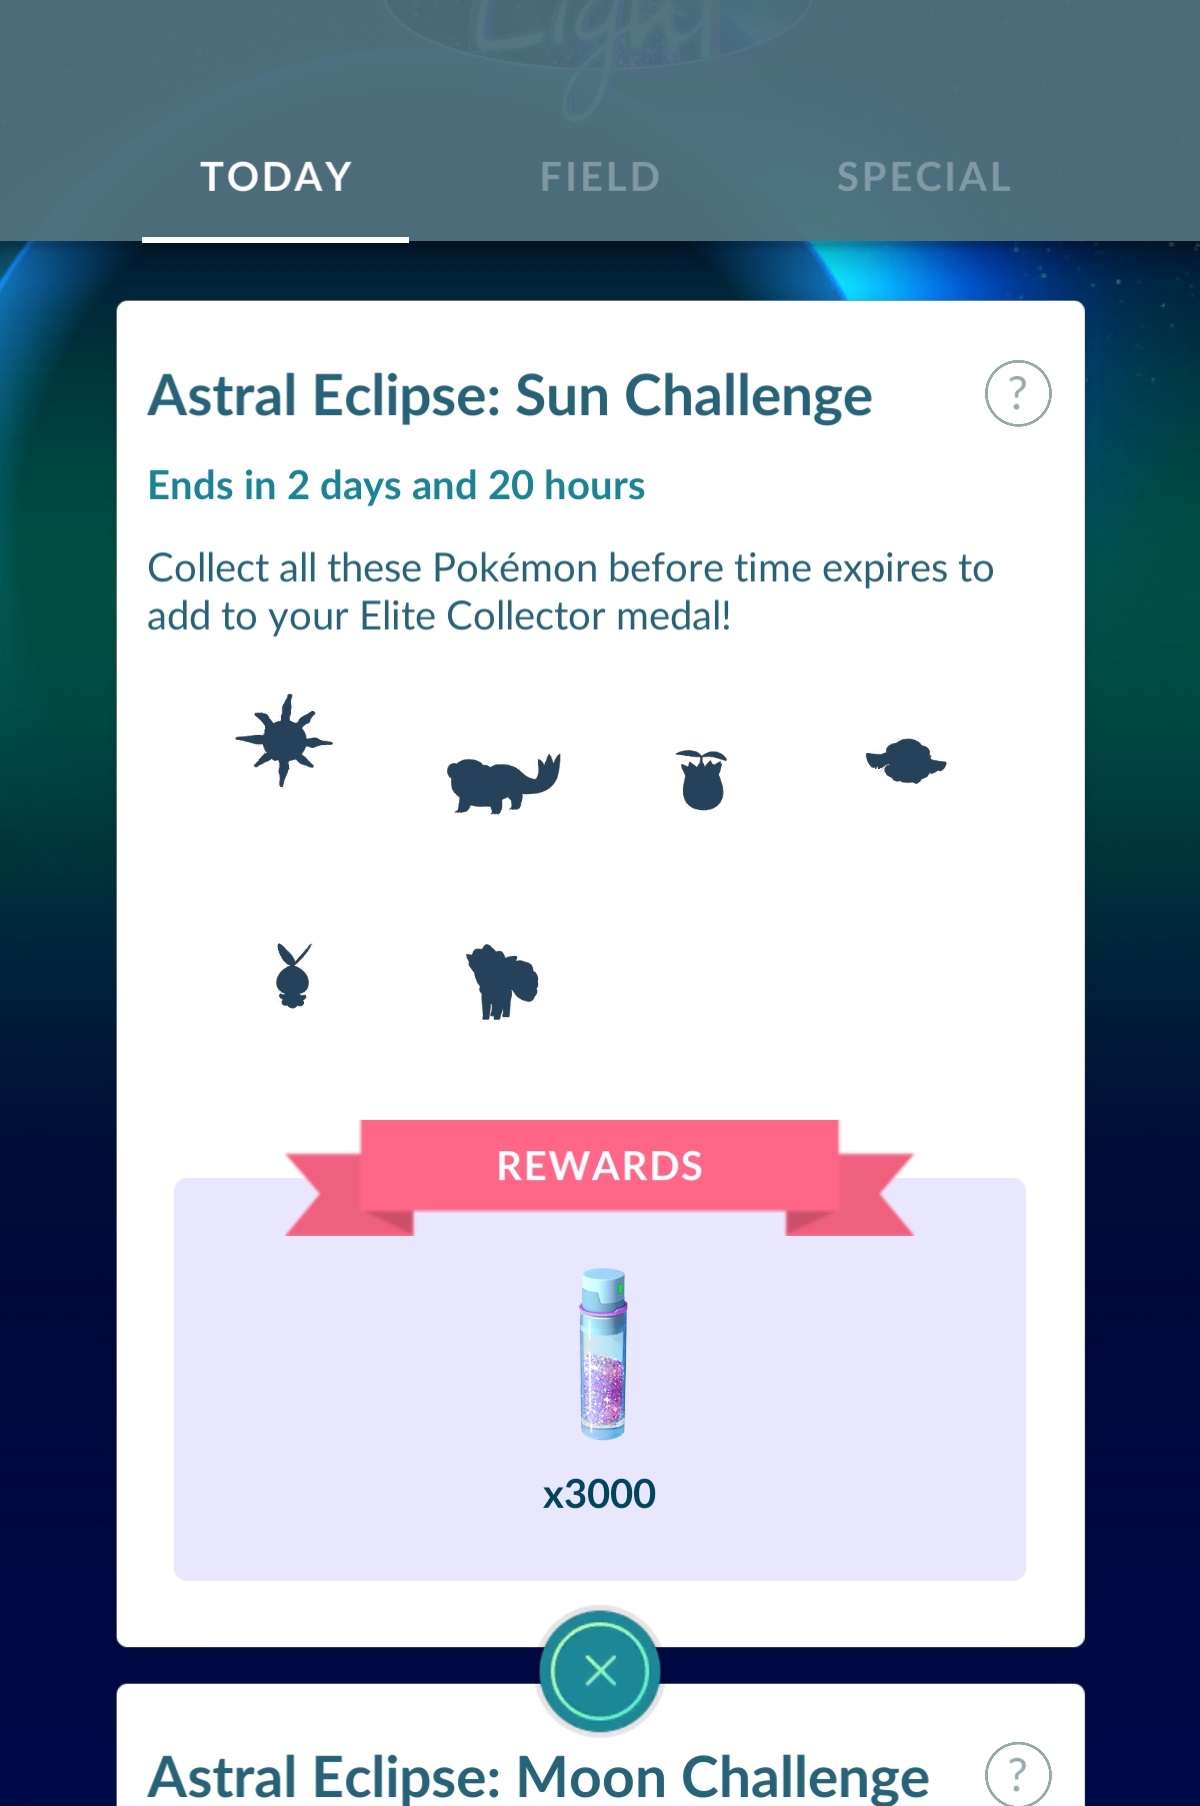 Light
TODAY FIELD SPECIAL
Astral Eclipse: Sun Challenge ?
Ends in 2 days and 20 hours
Collect all these Pokémon before time expires to
add to your Elite Collector medal!
REWARDS
x3000
Astral Eclipse: Moon Challenge ?